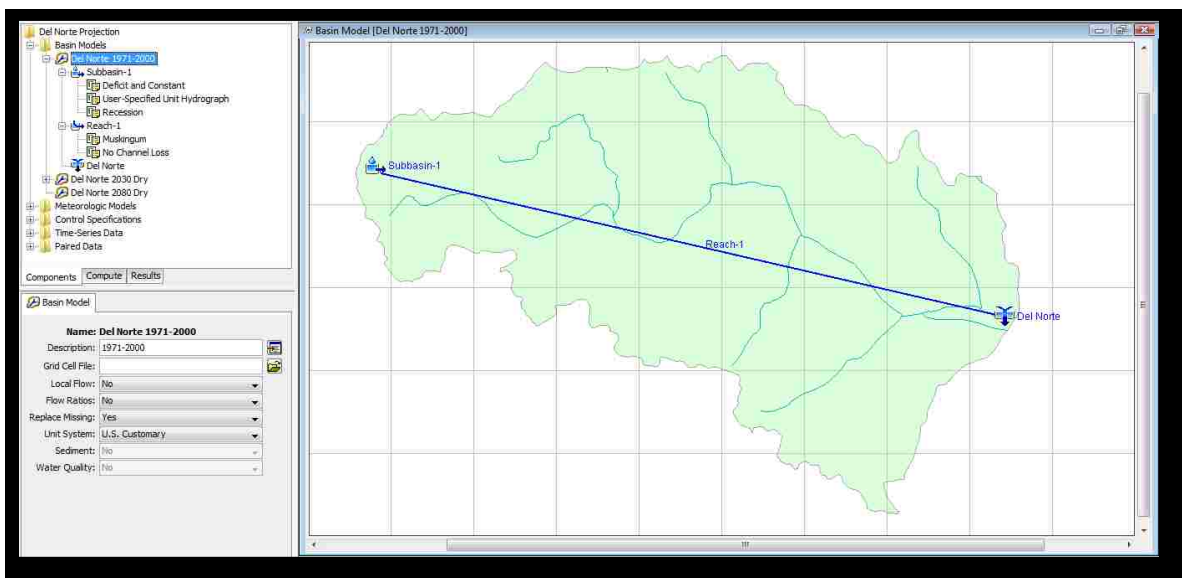 Del Norte Projection
Basin Models
Del Norte 1971-2000
Subbasin-1
Deficit and Constant
User-Specified Unit Hydrograph
Recession
Reach-1
Muskingum
No Channel Loss
Del Norte
Del Norte 2030 Dry
Del Norte 2080 Dry
Meteorologic Models
Control Specifications
Time-Series Data
Paired Data
Components Compute Results
Basin Model
Name: Del Norte 1971-2000
Description: 1971-2000
Grid Cell File:
Local Flow: No
Flow Ratios: No
Replace Missing: Yes
Unit System: U.S. Customary
Sediment: No
Water Quality: No
Basin Model [Del Norte 1971-2000]
Subbasin-1
Reach-1
Del Norte